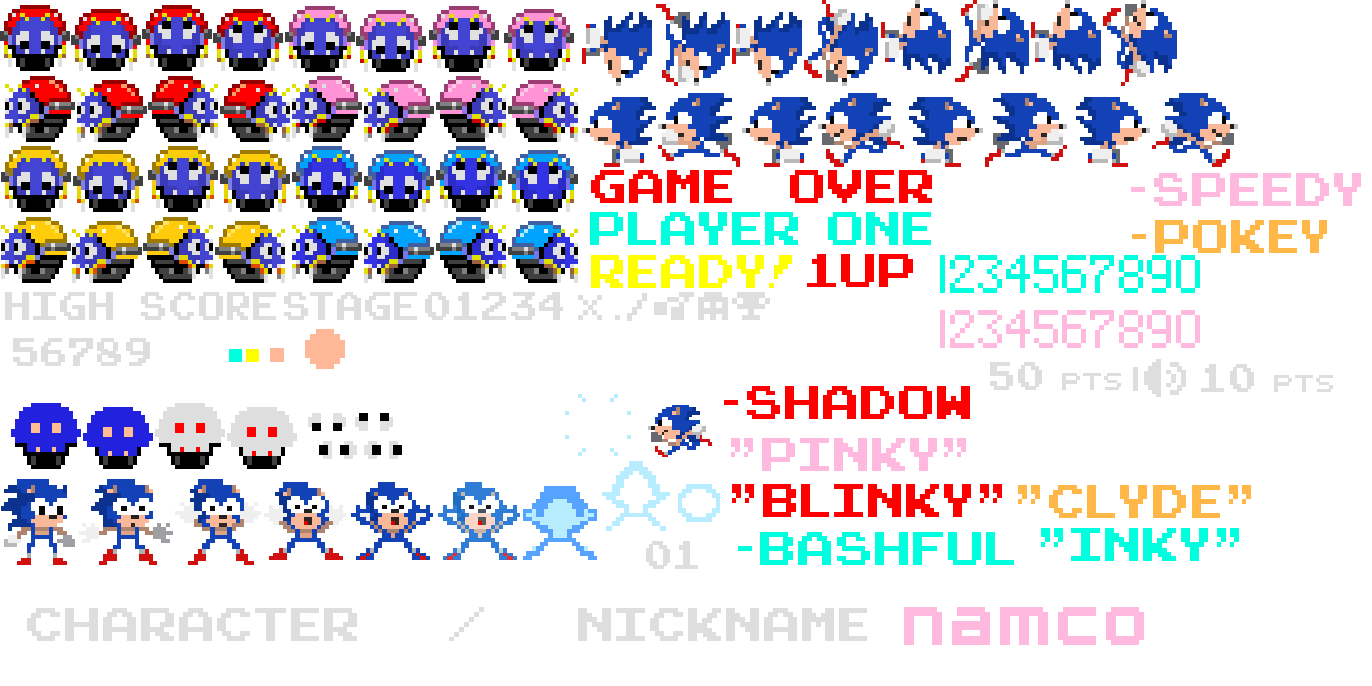 GAME OVER
-SPEEDY
PLAYER ONE
-POKEY
READY! 1UP
1234567890
HIGH SCORE STAGE 01234 X ./
1234567890
56789
50 PTS 10 PTS
-SHADOW
"PINKY"
"BLINKY" "CLYDE"
-BASHFUL "INKY"
01
CHARACTER / NICKNAME namco